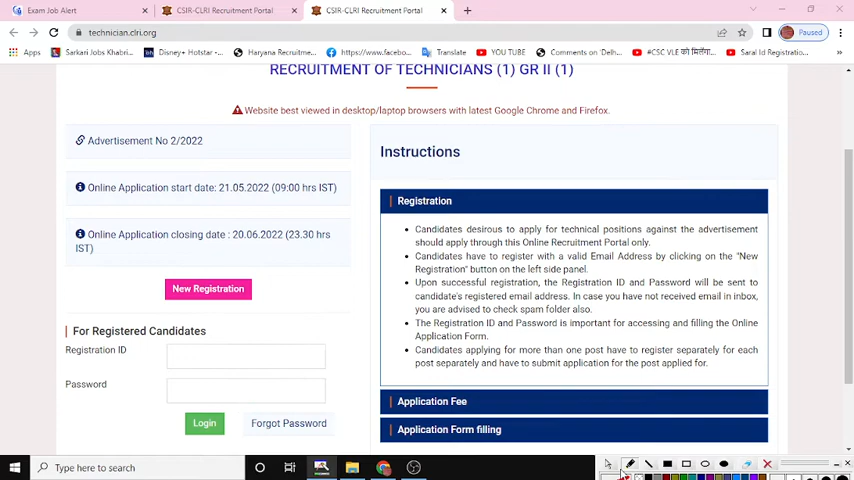 Exam Job Alert
CSIR-CLRI Recruitment Portal
CSIR-CLRI Recruitment Portal
technician.clri.org
Paused
Apps
Sarkari Jobs Khabri...
Disney+ Hotstar -...
Haryana Recruitme...
https://www.facebo...
Translate
YOU TUBE
Comments on 'Delh...
#CSC VLE को मिलेंगा...
Saral Id Registratio...
RECRUITMENT OF TECHNICIANS (1) GR II (1)
Website best viewed in desktop/laptop browsers with latest Google Chrome and Firefox.
Advertisement No 2/2022
Online Application start date: 21.05.2022 (09:00 hrs IST)
Online Application closing date : 20.06.2022 (23.30 hrs
IST)
New Registration
For Registered Candidates
Registration ID
Password
Login
Forgot Password
Instructions
Registration
Candidates desirous to apply for technical positions against the advertisement
should apply through this Online Recruitment Portal only.
Candidates have to register with a valid Email Address by clicking on the "New
Registration" button on the left side panel.
Upon successful registration, the Registration ID and Password will be sent to
candidate's registered email address. In case you have not received email in inbox,
you are advised to check spam folder also.
The Registration ID and Password is important for accessing and filling the Online
Application Form.
Candidates applying for more than one post have to register separately for each
post separately and have to submit application for the post applied for.
Application Fee
Application Form filling
Type here to search